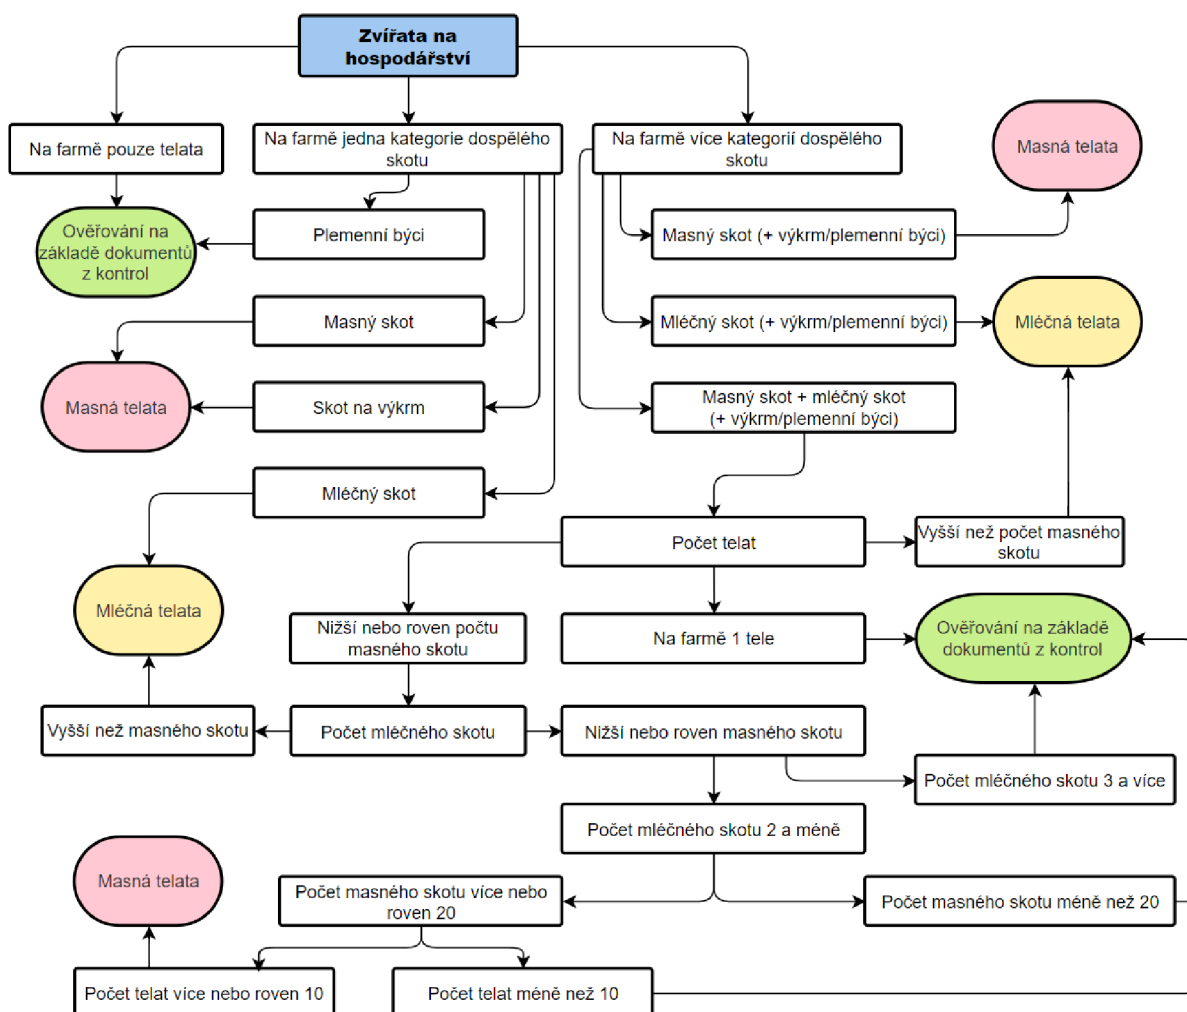 Zvířata na
hospodářství
Na farmě pouze telata
Na farmě jedna kategorie dospělého
skotu
Na farmě více kategorií dospělého
skotu
Masná telata
Ověřování na
základě dokumentů
z kontrol
Plemenní býci
Masný skot (+ výkrm/plemenní býci)
Masný skot
Mléčný skot (+ výkrm/plemenní býci)
Mléčná telata
Masná telata
Skot na výkrm
Masný skot + mléčný skot
(+ výkrm/plemenní býci)
Mléčný skot
Počet telat
Vyšší než počet masného
skotu
Mléčná telata
Nižší nebo roven počtu
masného skotu
Na farmě 1 tele
Ověřování na základě
dokumentů z kontrol
Vyšší než masného skotu
Počet mléčného skotu
Nižší nebo roven masného skotu
Počet mléčného skotu 3 a více
Počet mléčného skotu 2 a méně
Masná telata
Počet masného skotu více nebo
roven 20
Počet masného skotu méně než 20
Počet telat více nebo roven 10
Počet telat méně než 10